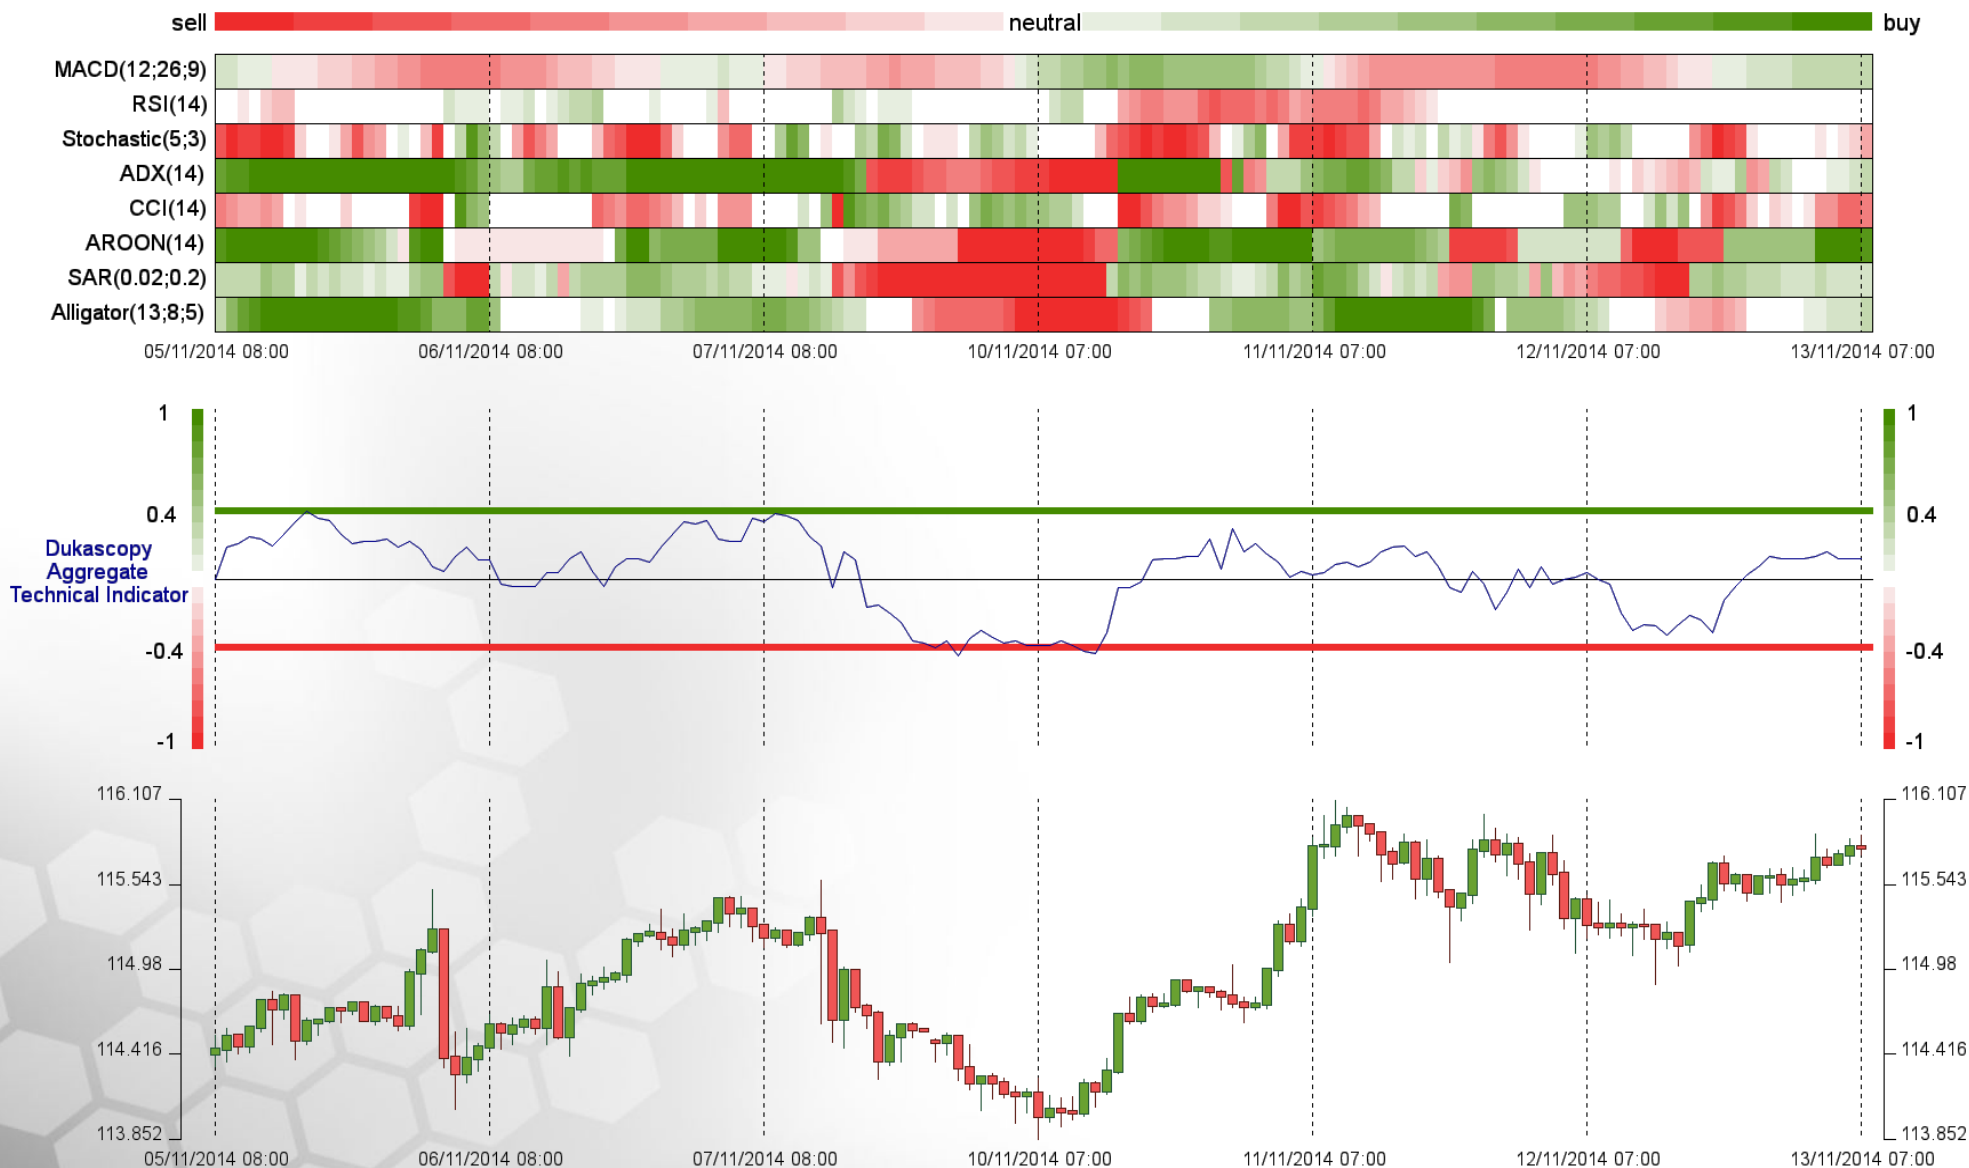 sell neutral buy
MACD(12;26;9)
RSI(14)
Stochastic(5;3)
ADX(14)
CCI(14)
AROON(14)
SAR(0.02;0.2)
Alligator(13;8;5)
05/11/2014 08:00 06/11/2014 08:00 07/11/2014 08:00 10/11/2014 07:00 11/11/2014 07:00 12/11/2014 07:00 13/11/2014 07:00
1 1
0.4 0.4
Dukascopy
Aggregate
Technical Indicator
-0.4 -0.4
-1 -1
116.107 116.107
115.543 115.543
114.98 114.98
114.416 114.416
113.852 113.852
05/11/2014 08:00 06/11/2014 08:00 07/11/2014 08:00 10/11/2014 07:00 11/11/2014 07:00 12/11/2014 07:00 13/11/2014 07:00